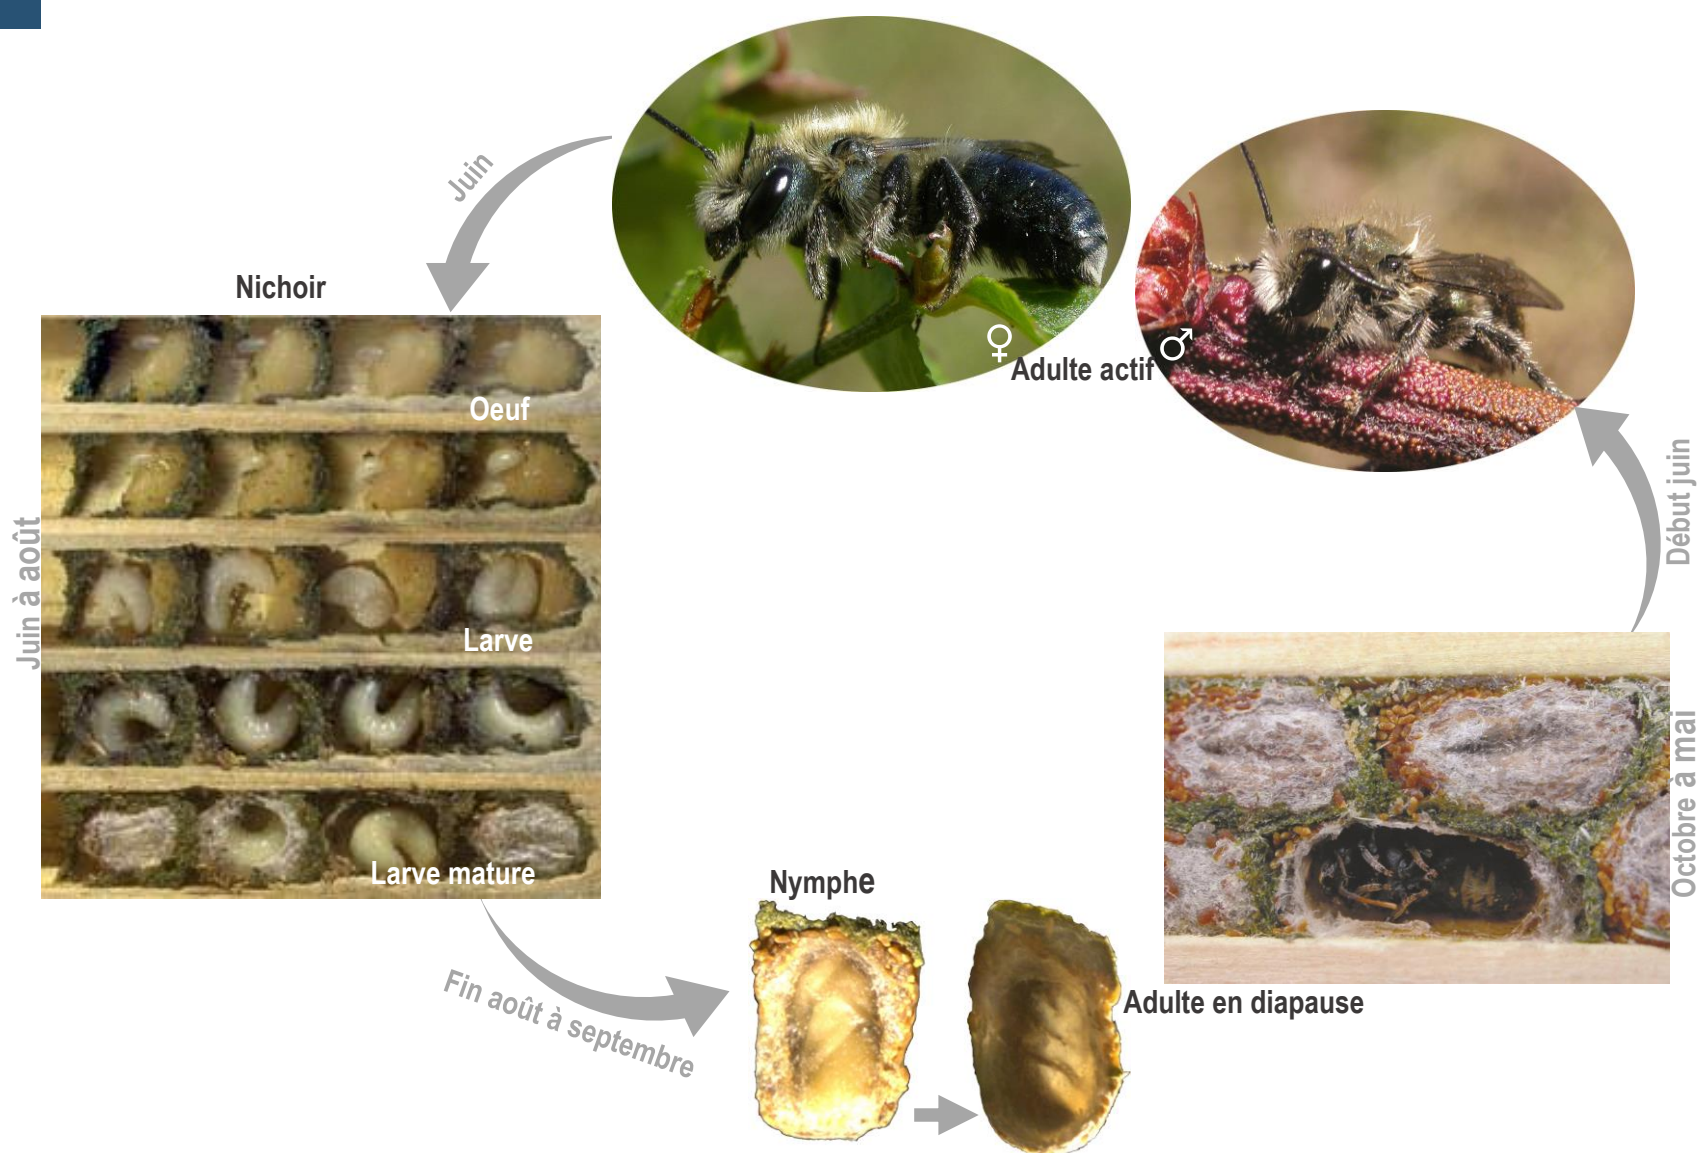 Juin
Nichoir
♀
Adulte actif
♂
Oeuf
Juin à août
Larve
Larve mature
Début juin
Octobre à mai
Nymphe
Fin août à septembre
Adulte en diapause